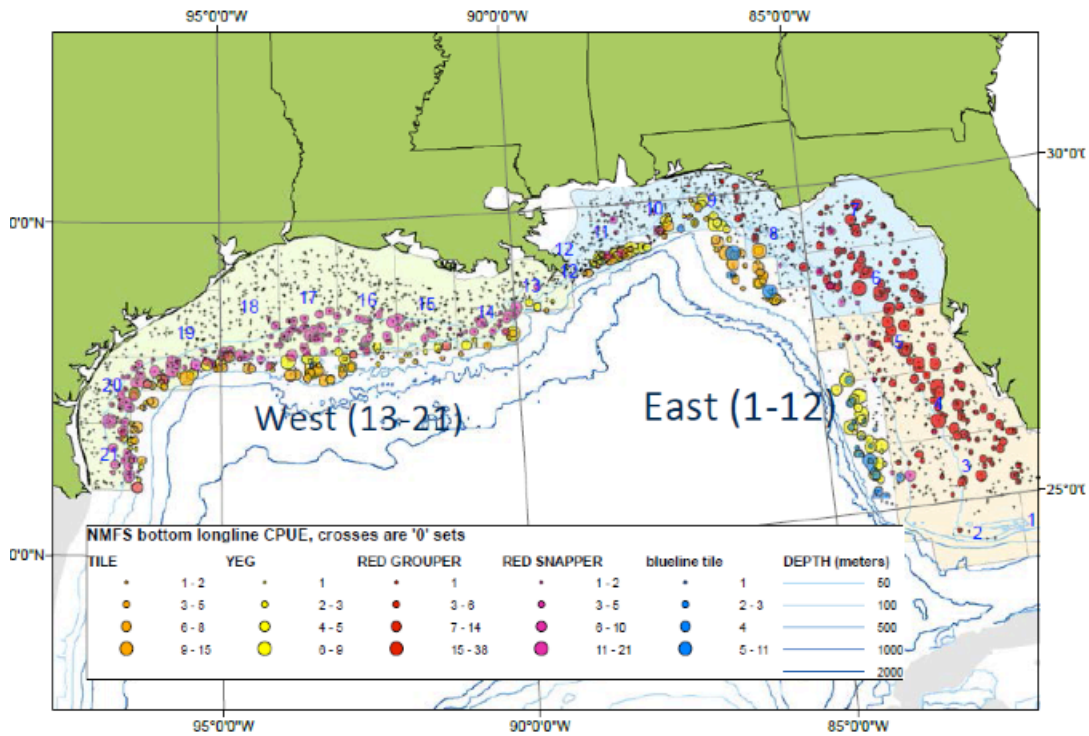 95°0'0"W 90°0'0"W 85°0'0"W
30°0'0
0'0"N
9
10
7
8
11
12
6
13
17
16
15
14
18
19
5
20
4
West (13-21)
East (1-12)
21
3
25°0'0
2
1
NMFS bottom longline CPUE, crosses are '0' sets
TILE YEG RED GROUPER RED SNAPPER blueline tile DEPTH (meters)
1 - 2 1 1 1 - 2 1 50
3 - 5 2 - 3 3 - 6 3 - 5 2 - 3 100
6 - 8 4 - 5 7 - 14 6 - 10 4 500
9 - 15 6 - 9 15 - 38 11 - 21 5 - 11 1000
2000
0'0"N
95°0'0"W 90°0'0"W 85°0'0"W